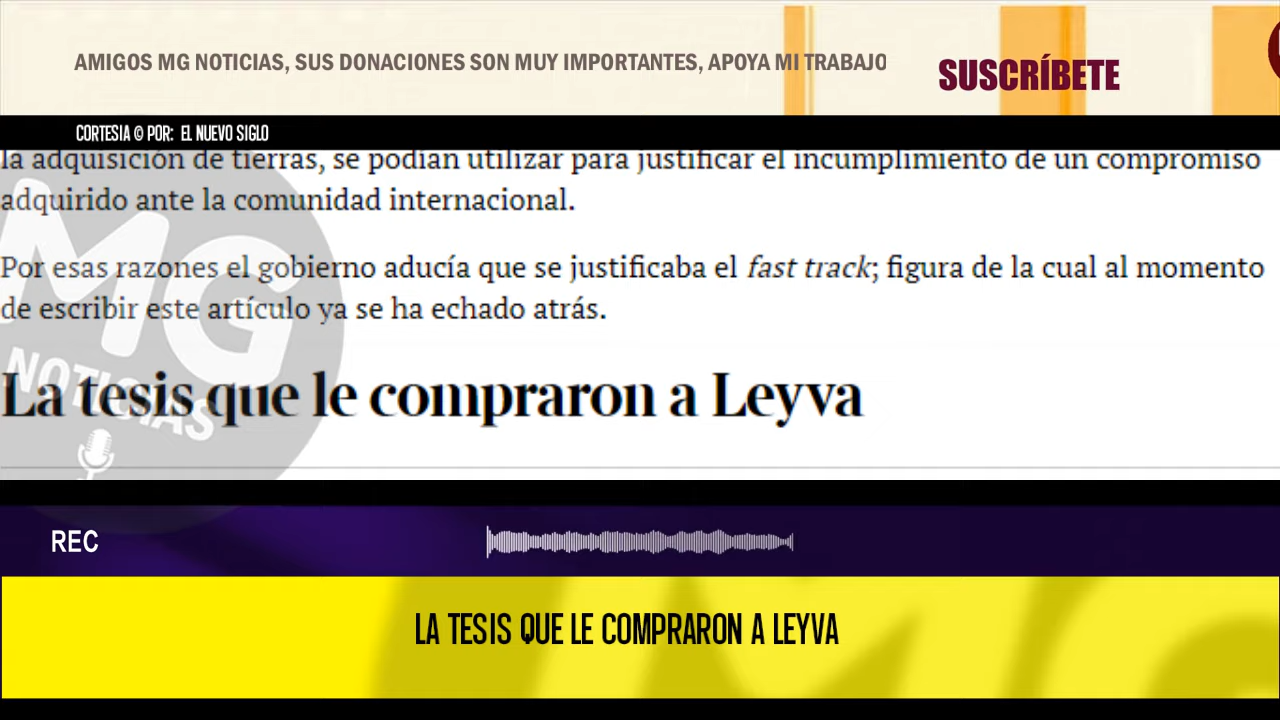 AMIGOS MG NOTICIAS, SUS DONACIONES SON MUY IMPORTANTES, APOYA MI TRABAJO
SUSCRÍBETE
CORTESIA © POR: EL NUEVO SIGLO
la adquisición de tierras, se podían utilizar para justificar el incumplimiento de un compromiso
adquirido ante la comunidad internacional.
Por esas razones el gobierno aducía que se justificaba el fast track; figura de la cual al momento
de escribir este artículo ya se ha echado atrás.
La tesis que le compraron a Leyva
MG
NOTICIAS
REC
LA TESIS QUE LE COMPRARON A LEYVA